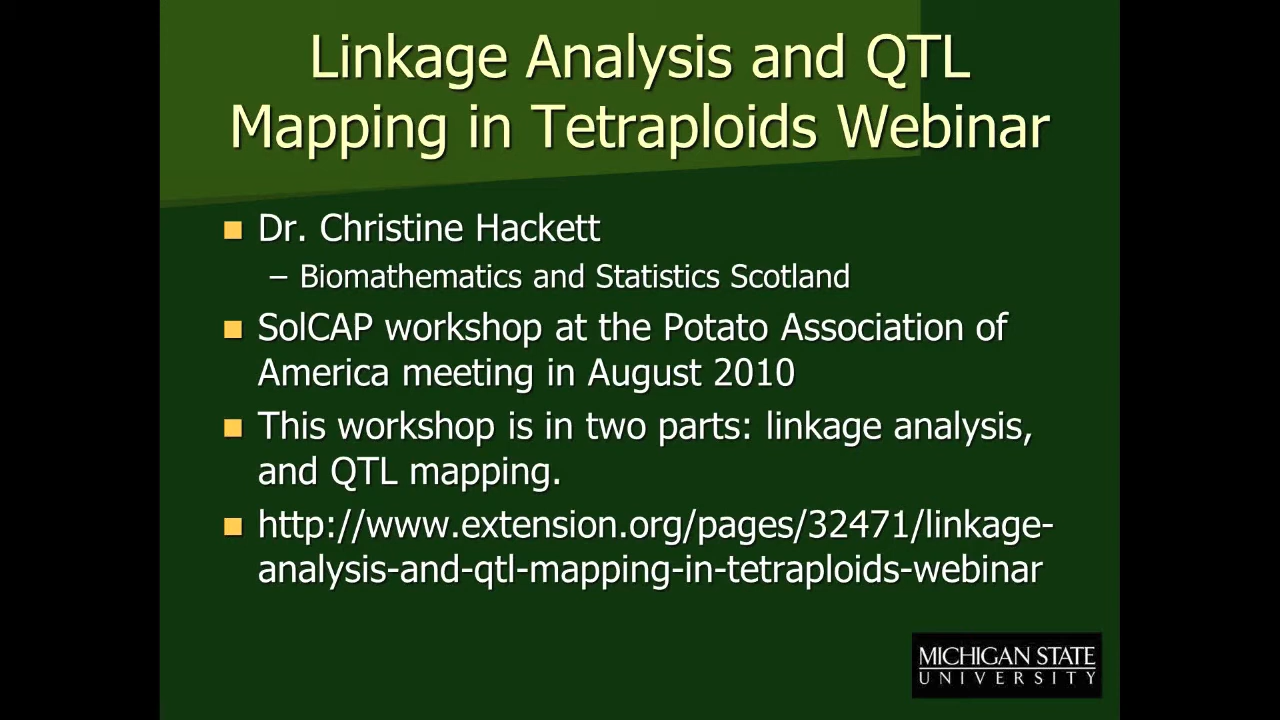 Linkage Analysis and QTL
Mapping in Tetraploids Webinar
Dr. Christine Hackett
– Biomathematics and Statistics Scotland
SolCAP workshop at the Potato Association of
America meeting in August 2010
This workshop is in two parts: linkage analysis,
and QTL mapping.
http://www.extension.org/pages/32471/linkage-
analysis-and-qtl-mapping-in-tetraploids-webinar
MICHIGAN STATE
UNIVERSITY